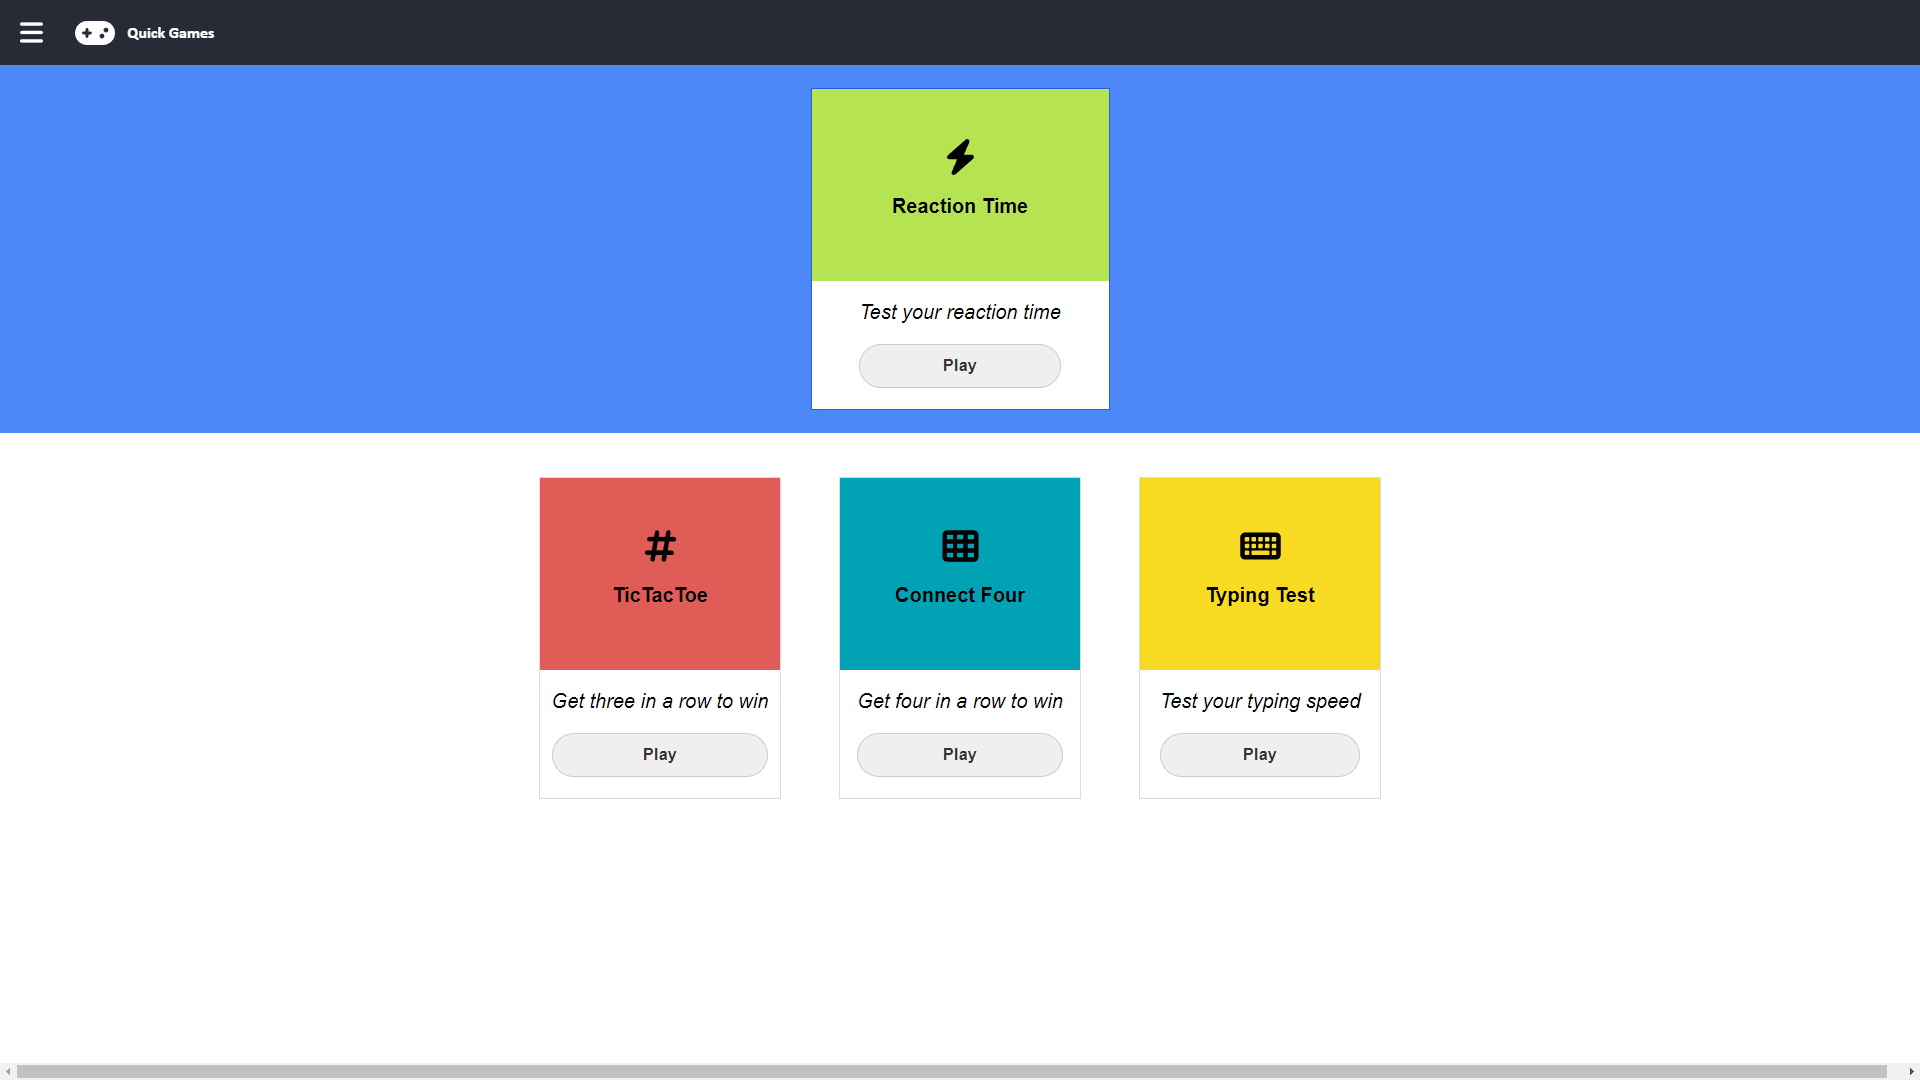 Quick Games
Reaction Time
Test your reaction time
Play
TicTacToe
Get three in a row to win
Play
Connect Four
Get four in a row to win
Play
Typing Test
Test your typing speed
Play